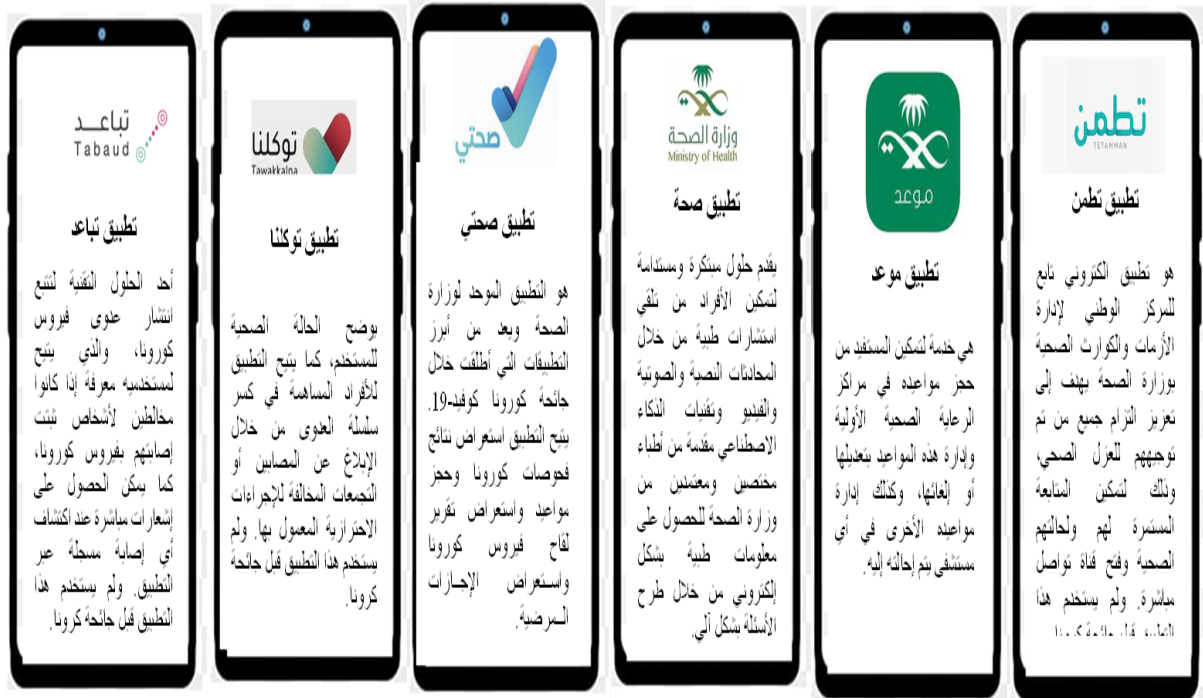 تطمن
TETAMMAN
تطبيق تطمن
هو تطبيق الكتروني تابع
للمركز الوطني لإدارة
الأزمات والكوارث الصحية
بوزارة الصحة يهدف إلى
تعزيز التزام جميع من تم
توجيههم للعزل الصحي،
وذلك لتمكين المتابعة
المستمرة لهم ولحالتهم
الصحية وفتح قناة تواصل
مباشرة. ولم يستخدم هذا
التطبيق قبل جائحة كرونا
موعد
تطبيق موعد
هي خدمة لتمكين المستفيد من
حجز مواعيده في مراكز
الرعاية الصحية الأولية
وإدارة هذه المواعيد بتعديلها
أو إلغائها، وكذلك إدارة
مواعيده الأخرى في أي
مستشفى يتم إحالته إليه.
وزارة الصحة
Ministry of Health
تطبيق صحة
يقدم حلول مبتكرة ومستدامة
لتمكين الأفراد من تلقي
استشارات طبية من خلال
المحادثات النصية والصوتية
والفيديو وتقنيات الذكاء
الاصطناعي مقدمة من أطباء
مختصين ومعتمدين من
وزارة الصحة للحصول على
معلومات طبية بشكل
إلكتروني من خلال طرح
الأسئلة بشكل آلي.
صحتي
تطبيق صحتي
هو التطبيق الموحد لوزارة
الصحة ويعد من أبرز
التطبيقات التي أطلقت خلال
جائحة كورونا كوفيد-19.
يتيح التطبيق استعراض نتائج
فحوصات كورونا وحجز
مواعيد واستعراض تقرير
لقاح فيروس كورونا
واستعراض الإجازات
المرضية.
توكلنا
Tawakkalna
تطبيق توكلنا
يوضح الحالة الصحية
للمستخدم، كما يتيح التطبيق
للأفراد المساهمة في كسر
سلسلة العدوى من خلال
الإبلاغ عن المصابين أو
التجمعات المخالفة للإجراءات
الاحترازية المعمول بها. ولم
يستخدم هذا التطبيق قبل جائحة
كرونا.
تباعد
Tabaud
تطبيق تباعد
أحد الحلول التقنية لتتبع
انتشار عدوى فيروس
كورونا، والذي يتيح
لمستخدميه معرفة إذا كانوا
مخالطين لأشخاص ثبتت
إصابتهم بفيروس كورونا،
كما يمكن الحصول على
إشعارات مباشرة عند اكتشاف
أي إصابة مسجلة عبر
التطبيق. ولم يستخدم هذا
التطبيق قبل جائحة كرونا.